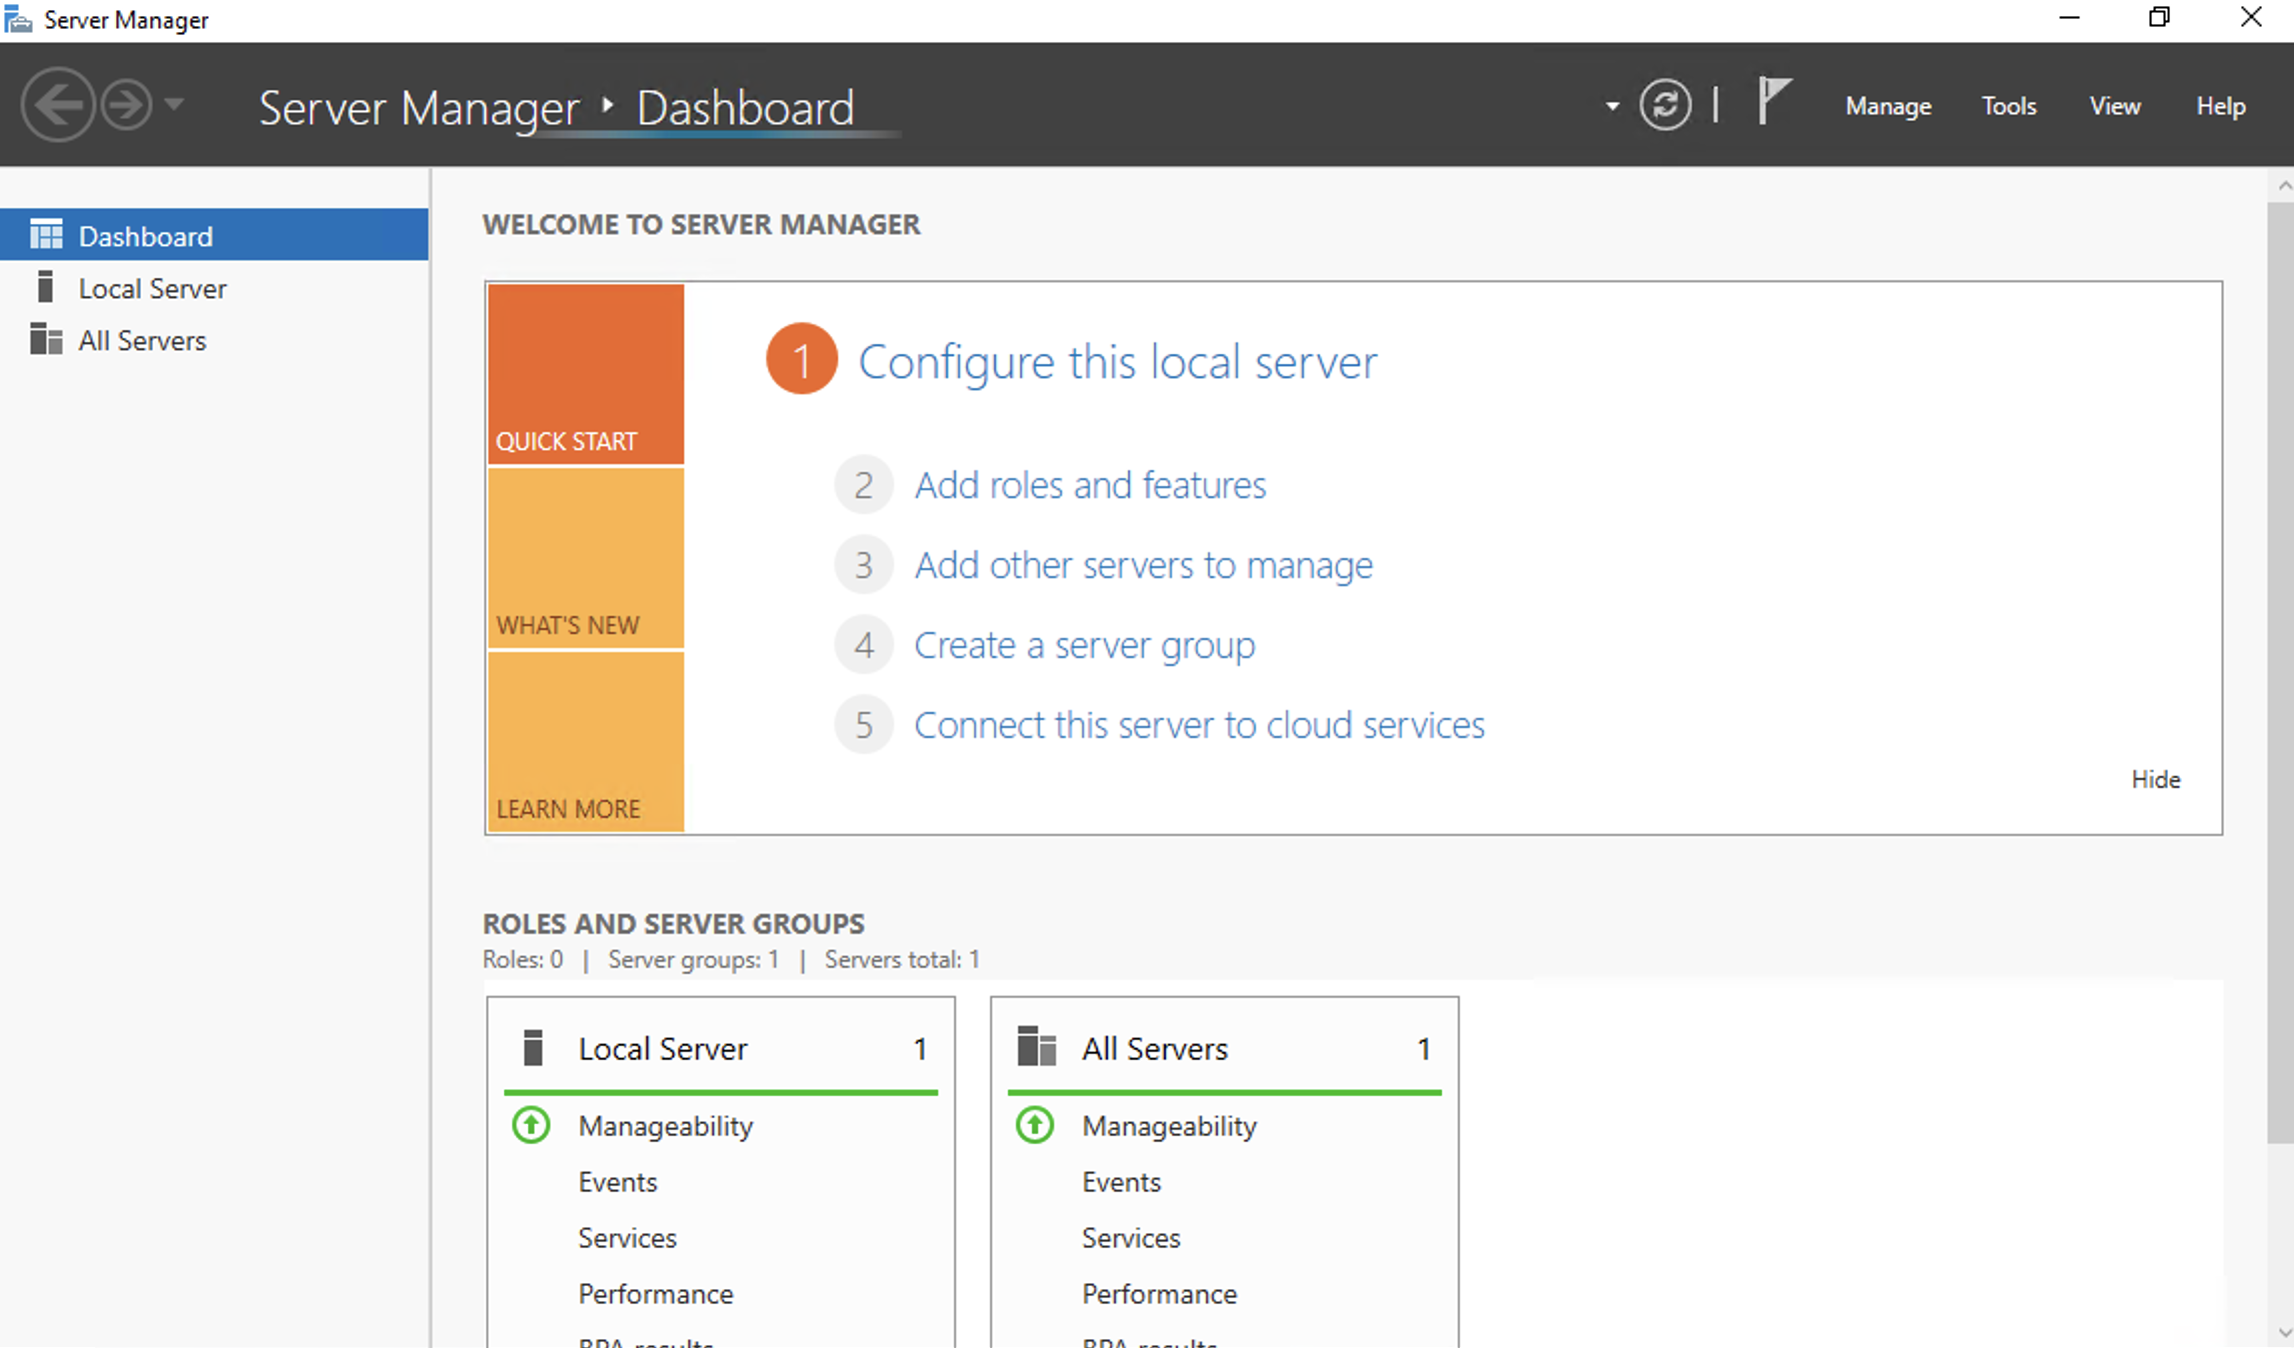 Server Manager
Server Manager Dashboard
Manage Tools View Help
Dashboard
Local Server
All Servers
WELCOME TO SERVER MANAGER
QUICK START
WHAT'S NEW
LEARN MORE
1 Configure this local server
2 Add roles and features
3 Add other servers to manage
4 Create a server group
5 Connect this server to cloud services
Hide
ROLES AND SERVER GROUPS
Roles: 0 | Server groups: 1 | Servers total: 1
Local Server 1
Manageability
Events
Services
Performance
BPA results
All Servers 1
Manageability
Events
Services
Performance
BPA results